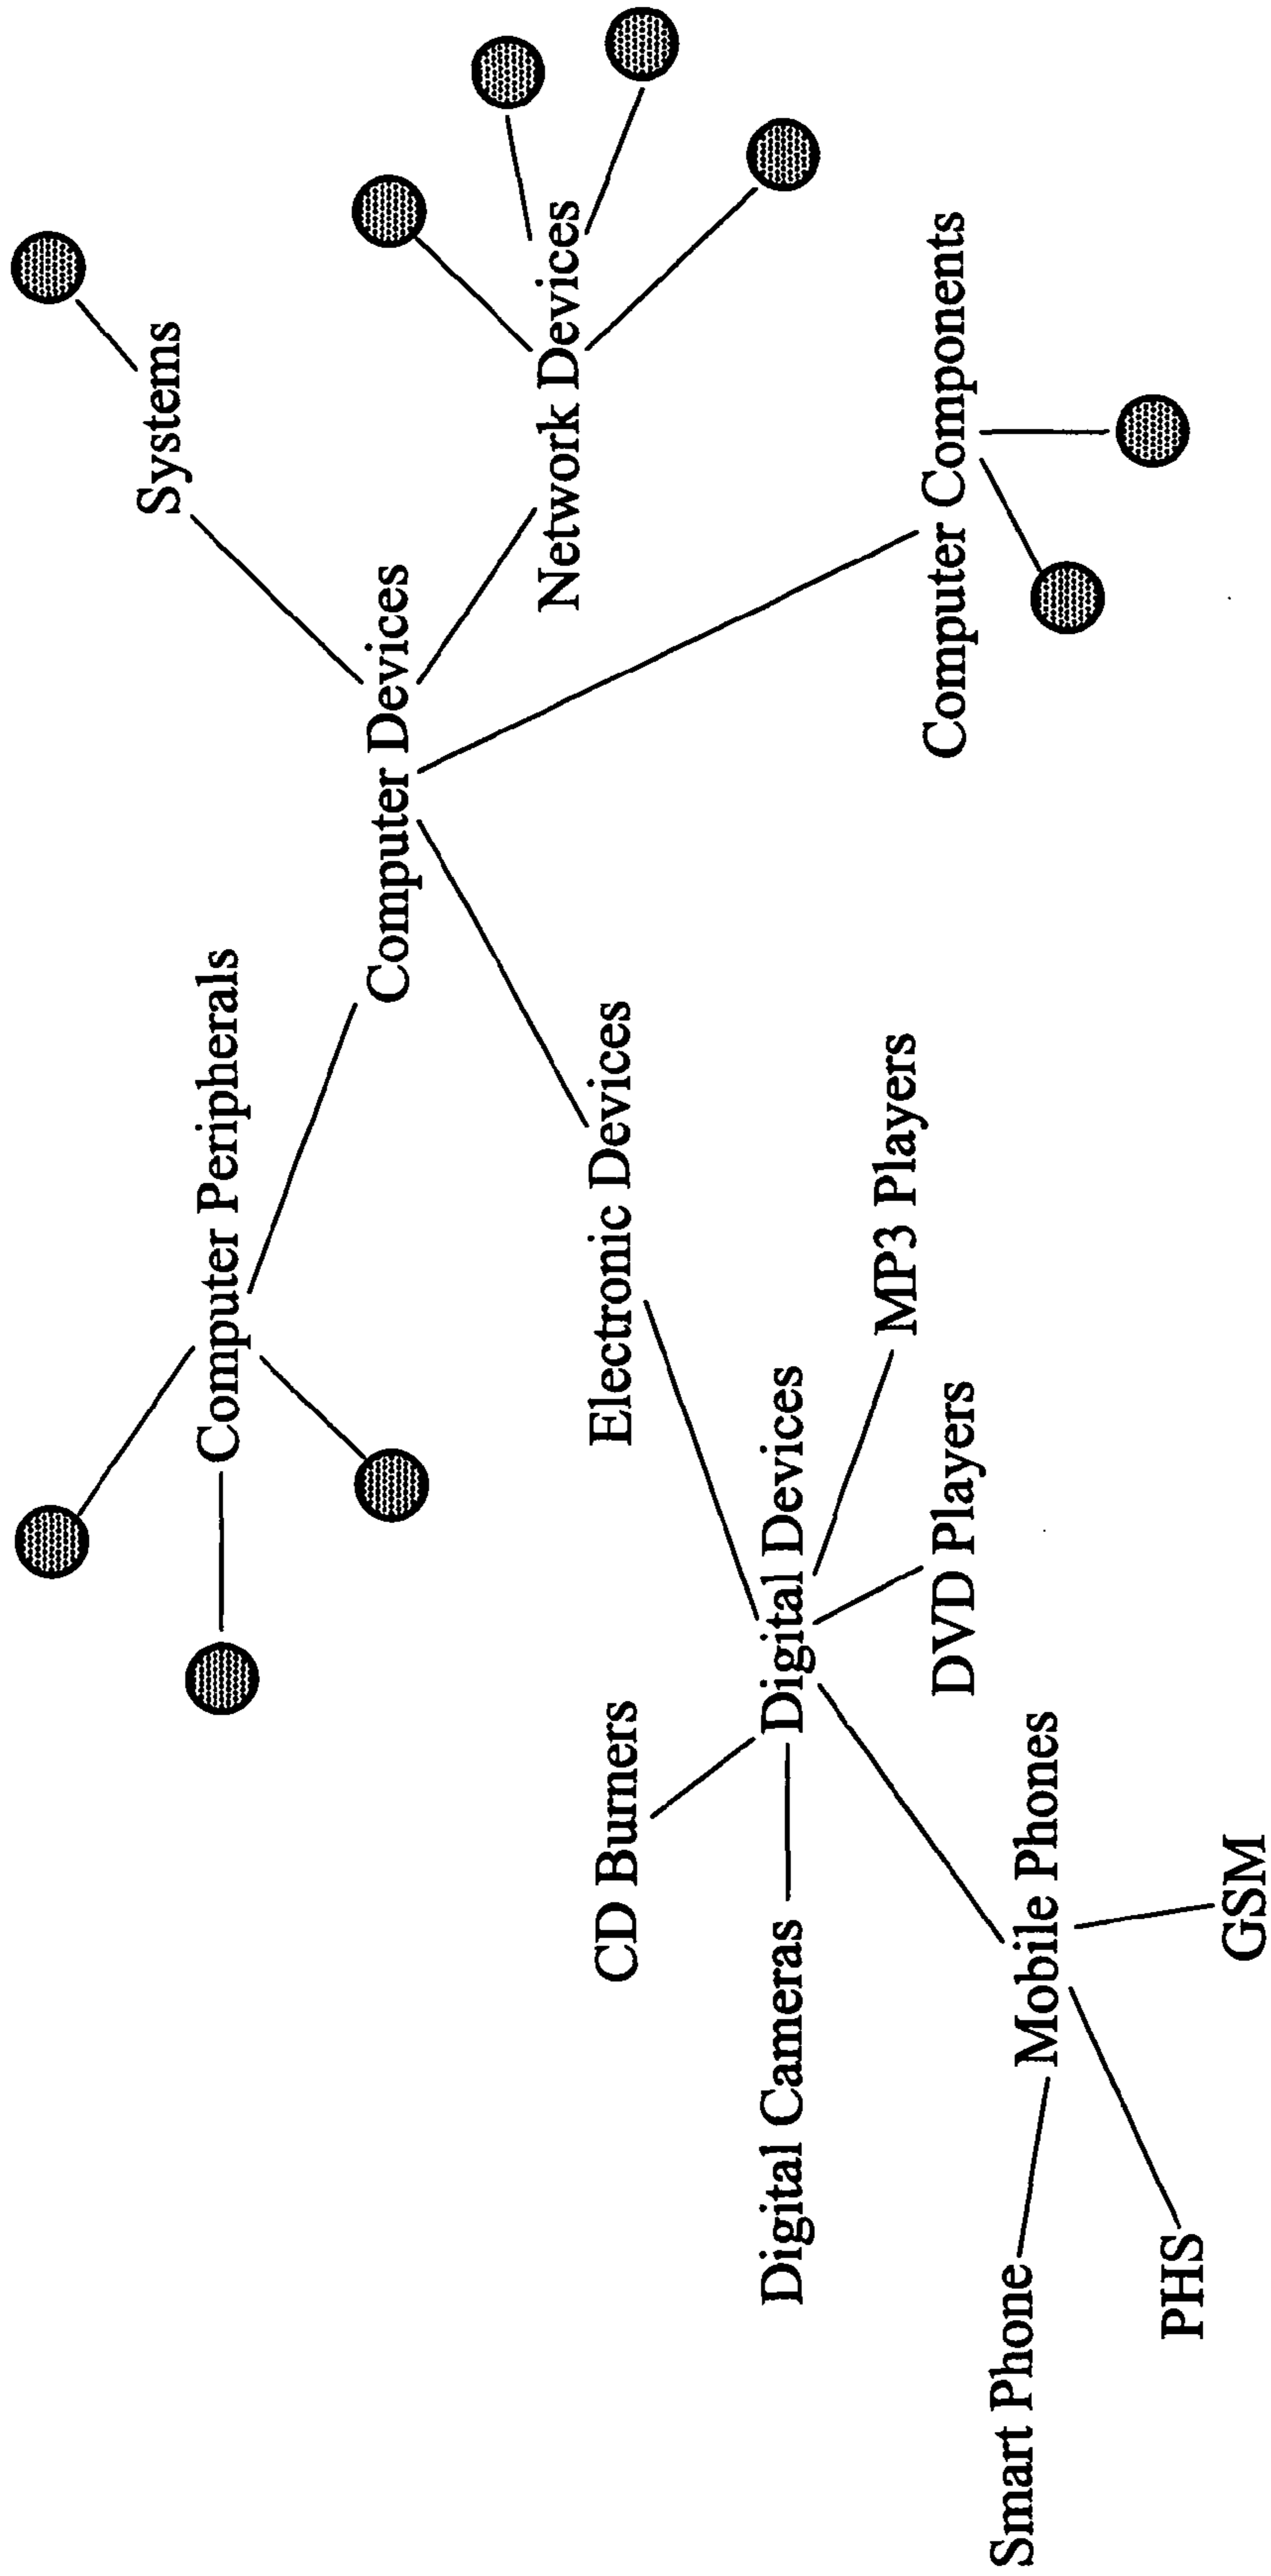 Systems
Network Devices
Computer Devices
Computer Components
Computer Peripherals
Electronic Devices
MP3 Players
Digital Devices
DVD Players
CD Burners
Digital Cameras
Mobile Phones
GSM
Smart Phone
PHS